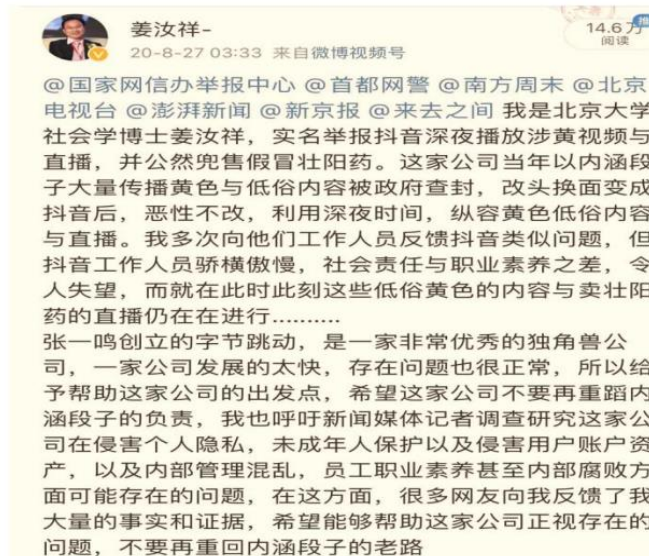 姜汝祥-
20-8-27 03:33 来自微博视频号
14.6万
阅读
@国家网信办举报中心 @首都网警 @南方周末 @北京
电视台 @澎湃新闻 @新京报 @来去之间 我是北京大学
社会学博士姜汝祥，实名举报抖音深夜播放涉黄视频与
直播，并公然兜售假冒壮阳药。这家公司当年以内涵段
子大量传播黄色与低俗内容被政府查封，改头换面变成
抖音后，恶性不改，利用深夜时间，纵容黄色低俗内容
与直播。我多次向他们工作人员反馈抖音类似问题，但
抖音工作人员骄横傲慢，社会责任与职业素养之差，令
人失望，而就在此时此刻这些低俗黄色的内容与卖壮阳
药的直播仍在在进行..........
张一鸣创立的字节跳动，是一家非常优秀的独角兽公
司，一家公司发展的太快，存在问题也很正常，所以给
予帮助这家公司的出发点，希望这家公司不要再重蹈内
涵段子的负责，我也呼吁新闻媒体记者调查研究这家公
司在侵害个人隐私，未成年人保护以及侵害用户账户资
产，以及内部管理混乱，员工职业素养甚至内部腐败方
面可能存在的问题，在这方面，很多网友向我反馈了我
大量的事实和证据，希望能够帮助这家公司正视存在的
问题，不要再重回内涵段子的老路